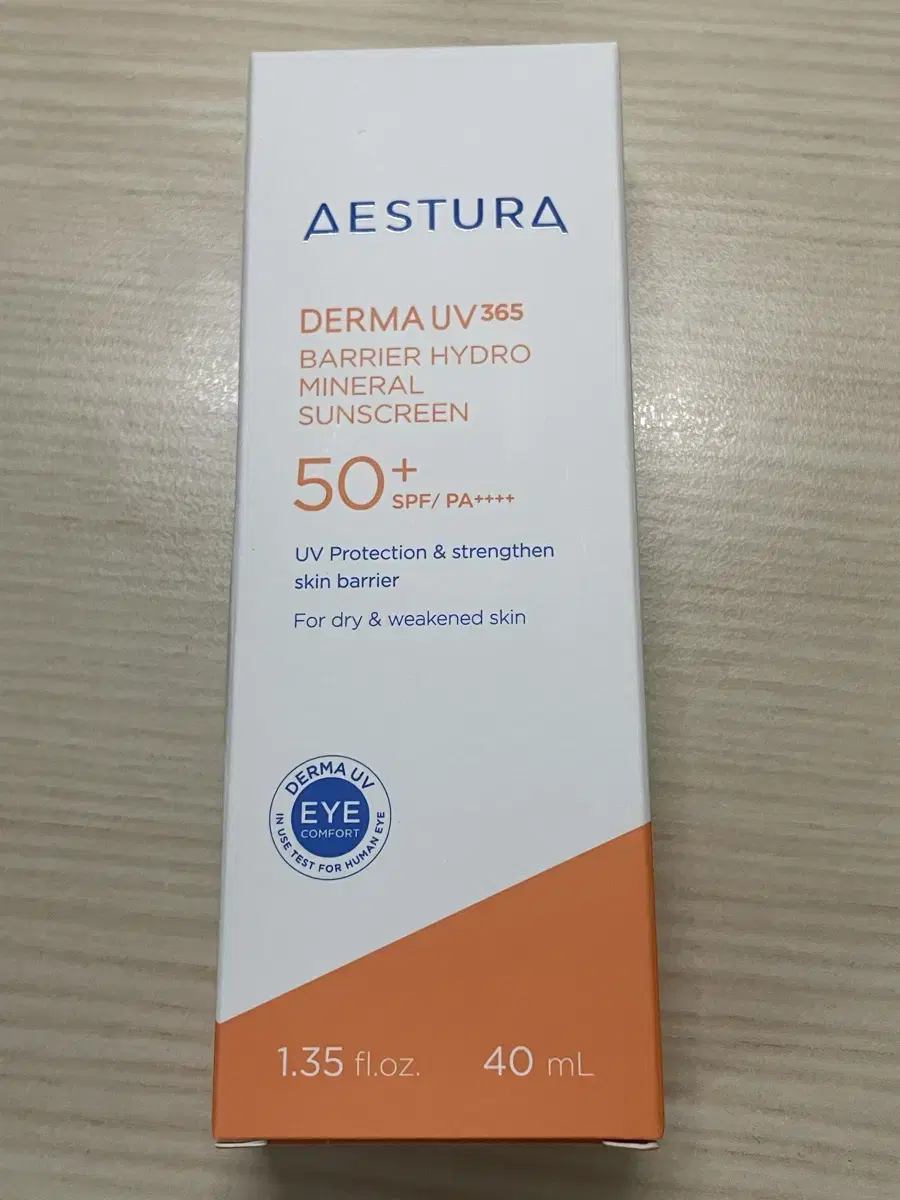 AESTURA
DERMA UV365
BARRIER HYDRO
MINERAL
SUNSCREEN
50+ SPF/ PA++++
UV Protection & strengthen
skin barrier
For dry & weakened skin
DERMA UV
EYE
COMFORT
IN USE TEST FOR HUMAN EYE
1.35 fl.oz. 40 mL